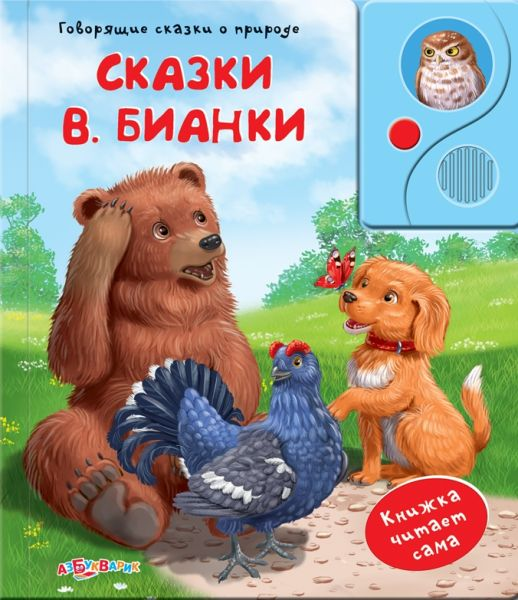 Говорящие сказки о природе
СКАЗКИ
В. БИАНКИ
Книжка
читает
сама
АЗБУКВАРИК